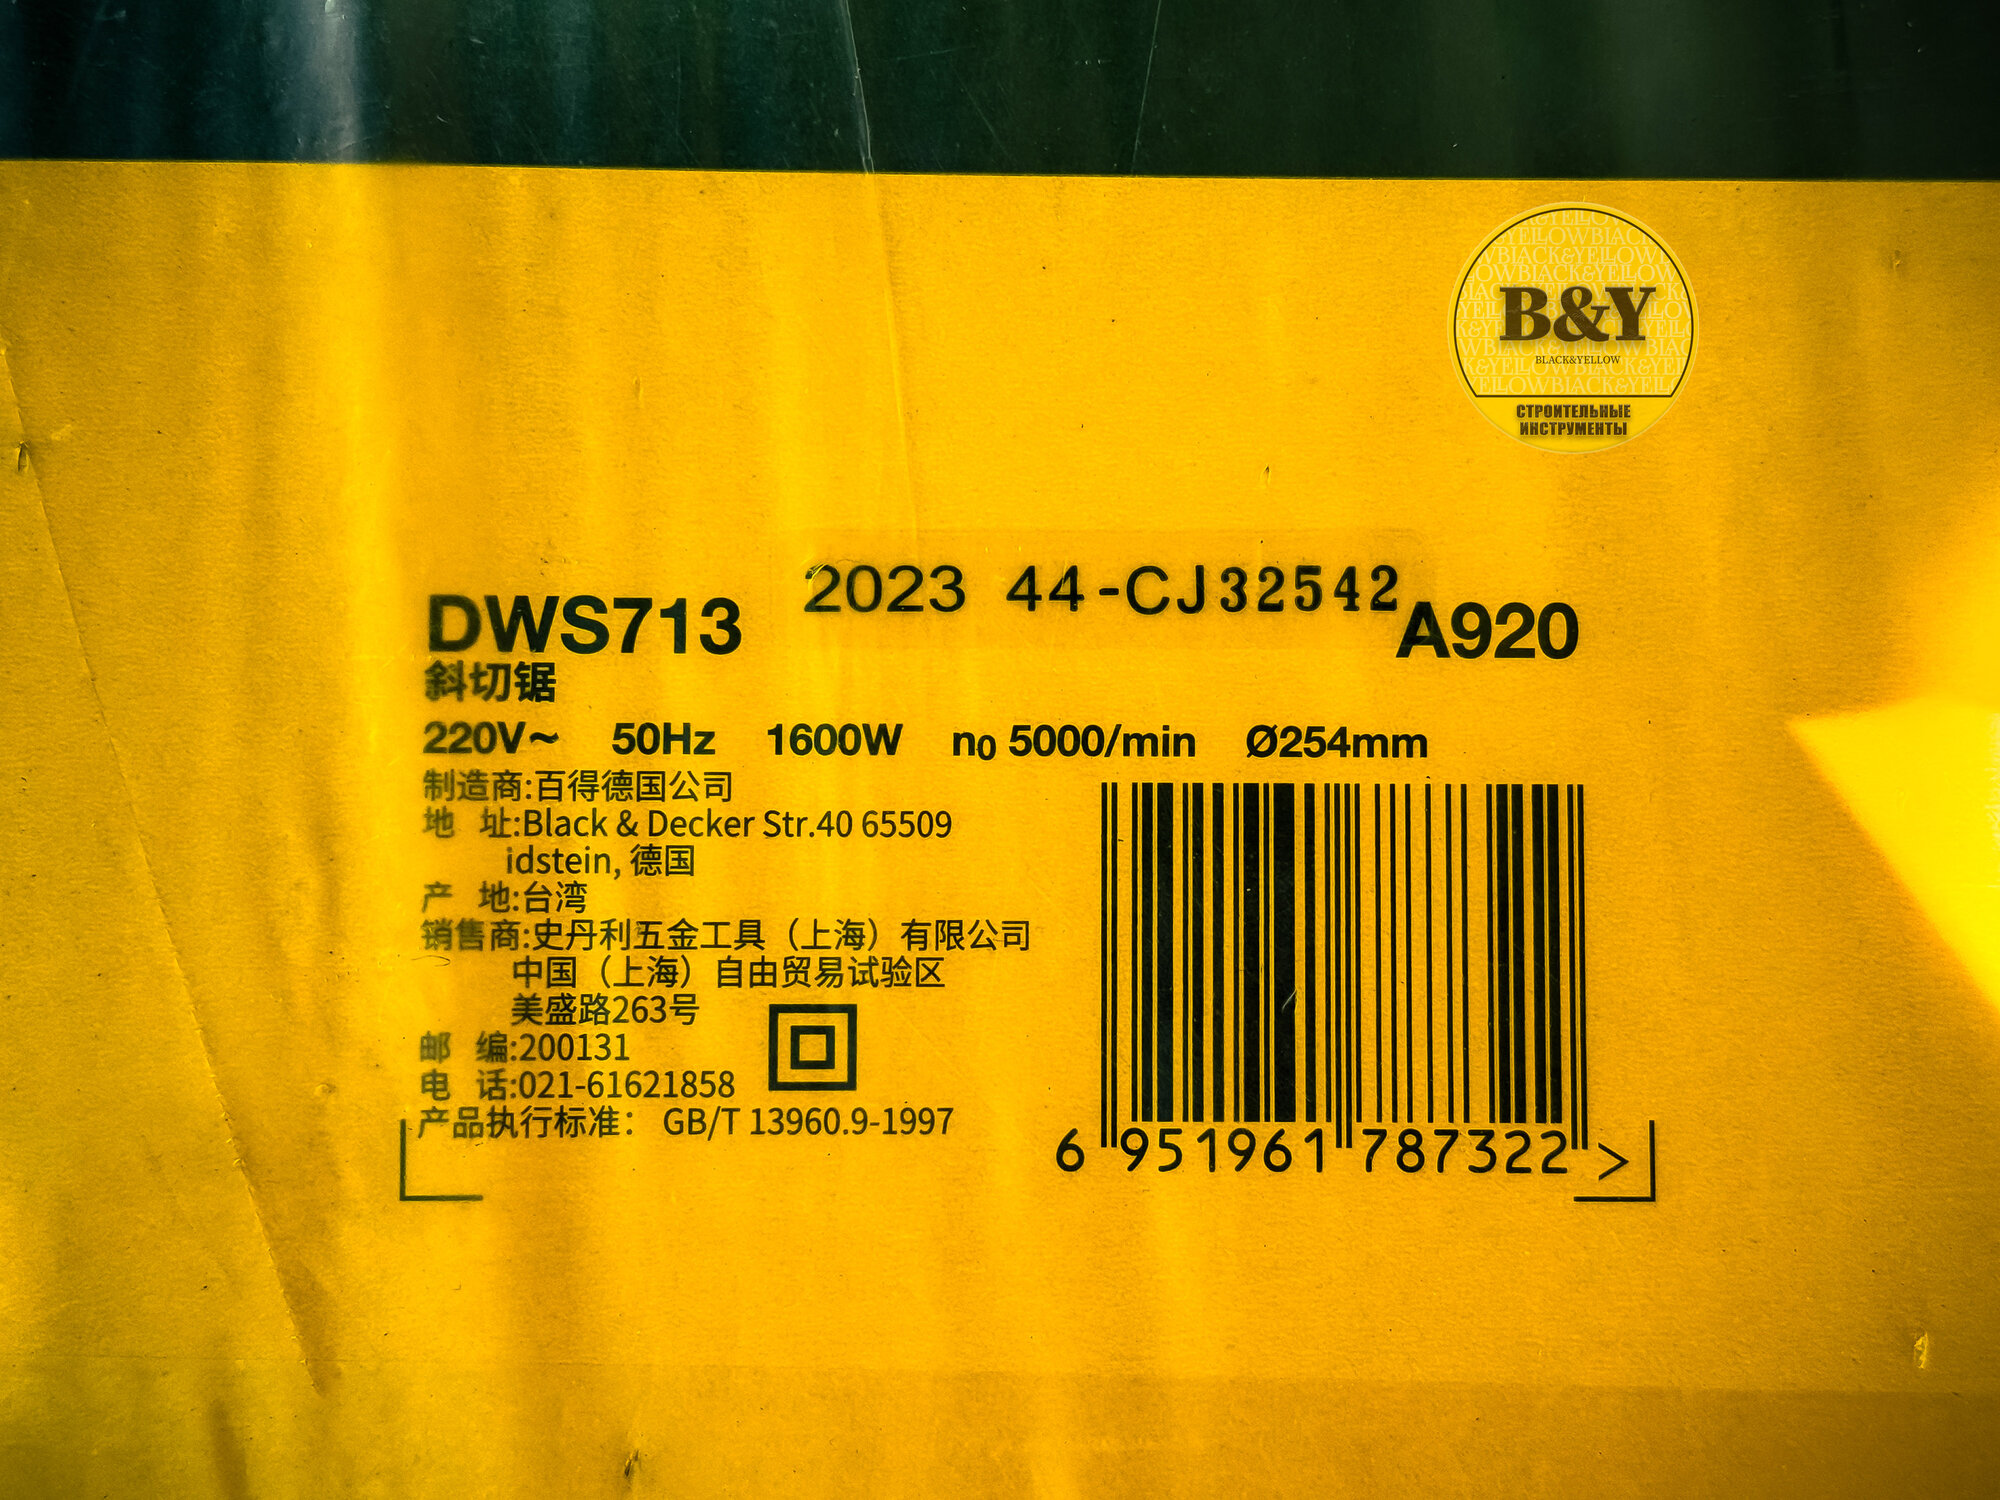 B&Y
BLACK&YELLOW
СТРОИТЕЛЬНЫЕ
ИНСТРУМЕНТЫ
2023 44-CJ32542
DWS713 A920
斜切锯
220V~ 50Hz 1600W n0 5000/min Ø254mm
制造商:百得德国公司
地 址:Black & Decker Str.40 65509
idstein, 德国
产 地:台湾
销售商:史丹利五金工具（上海）有限公司
中国（上海）自由贸易试验区
美盛路263号
邮 编:200131
电 话:021-61621858
产品执行标准： GB/T 13960.9-1997
6 951961 787322 >